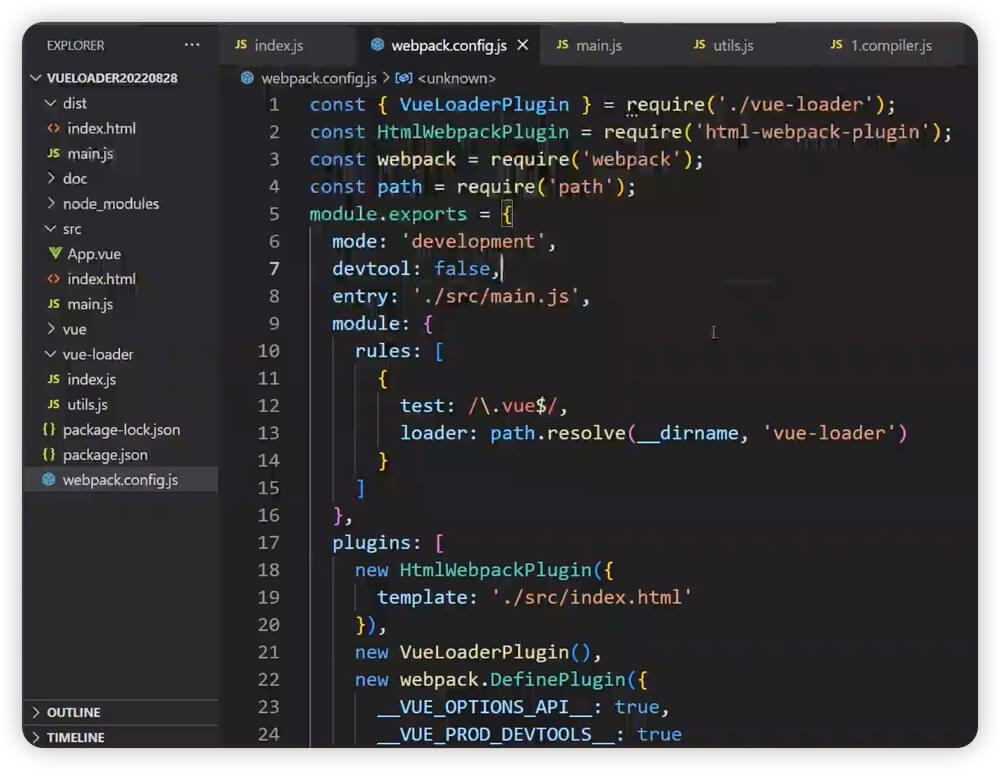 EXPLORER ···
VUELOADER20220828
dist
index.html
JS main.js
doc
node_modules
src
App.vue
index.html
JS main.js
vue
vue-loader
JS index.js
JS utils.js
{} package-lock.json
{} package.json
webpack.config.js
OUTLINE
TIMELINE
JS index.js
webpack.config.js
JS main.js
JS utils.js
JS 1.compiler.js
webpack.config.js > <unknown>
1 const { VueLoaderPlugin } = require('./vue-loader');
2 const HtmlWebpackPlugin = require('html-webpack-plugin');
3 const webpack = require('webpack');
4 const path = require('path');
5 module.exports = {
6 mode: 'development',
7 devtool: false,
8 entry: './src/main.js',
9 module: {
10 rules: [
11 {
12 test: /\.vue$/,
13 loader: path.resolve(__dirname, 'vue-loader')
14 }
15 ]
16 },
17 plugins: [
18 new HtmlWebpackPlugin({
19 template: './src/index.html'
20 }),
21 new VueLoaderPlugin(),
22 new webpack.DefinePlugin({
23 __VUE_OPTIONS_API__: true,
24 __VUE_PROD_DEVTOOLS__: true